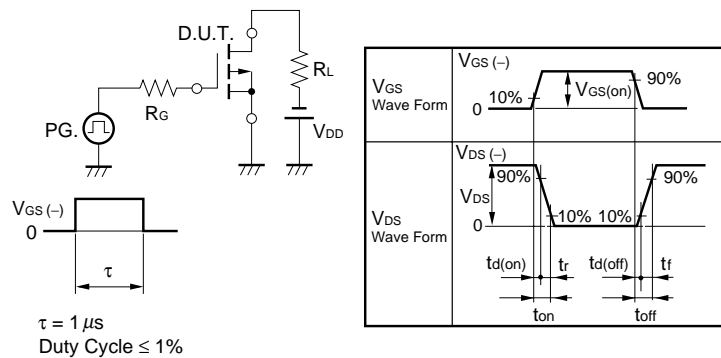 D.U.T.
RL
RG
PG.
VDD
VGS (−)
0
τ
τ = 1 μs
Duty Cycle ≤ 1%
VGS
Wave Form
VGS (−)
10%
0
VGS(on)
90%
VDS
Wave Form
VDS (−)
90%
VDS
0
10%
10%
90%
td(on)
tr
td(off)
tf
ton
toff